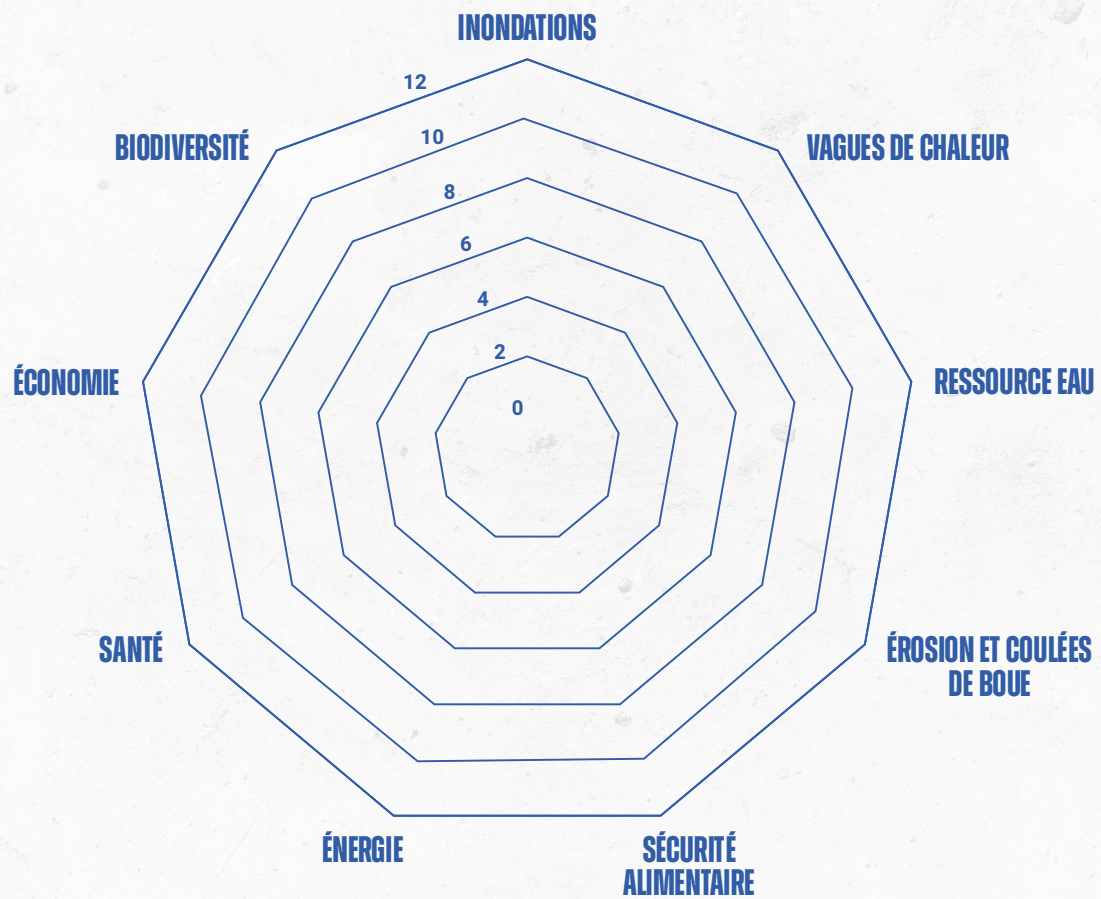 INONDATIONS
12
10
BIODIVERSITÉ
VAGUES DE CHALEUR
8
6
4
2
0
ÉCONOMIE
RESSOURCE EAU
SANTÉ
ÉROSION ET COULÉES
DE BOUE
ÉNERGIE
SÉCURITÉ
ALIMENTAIRE